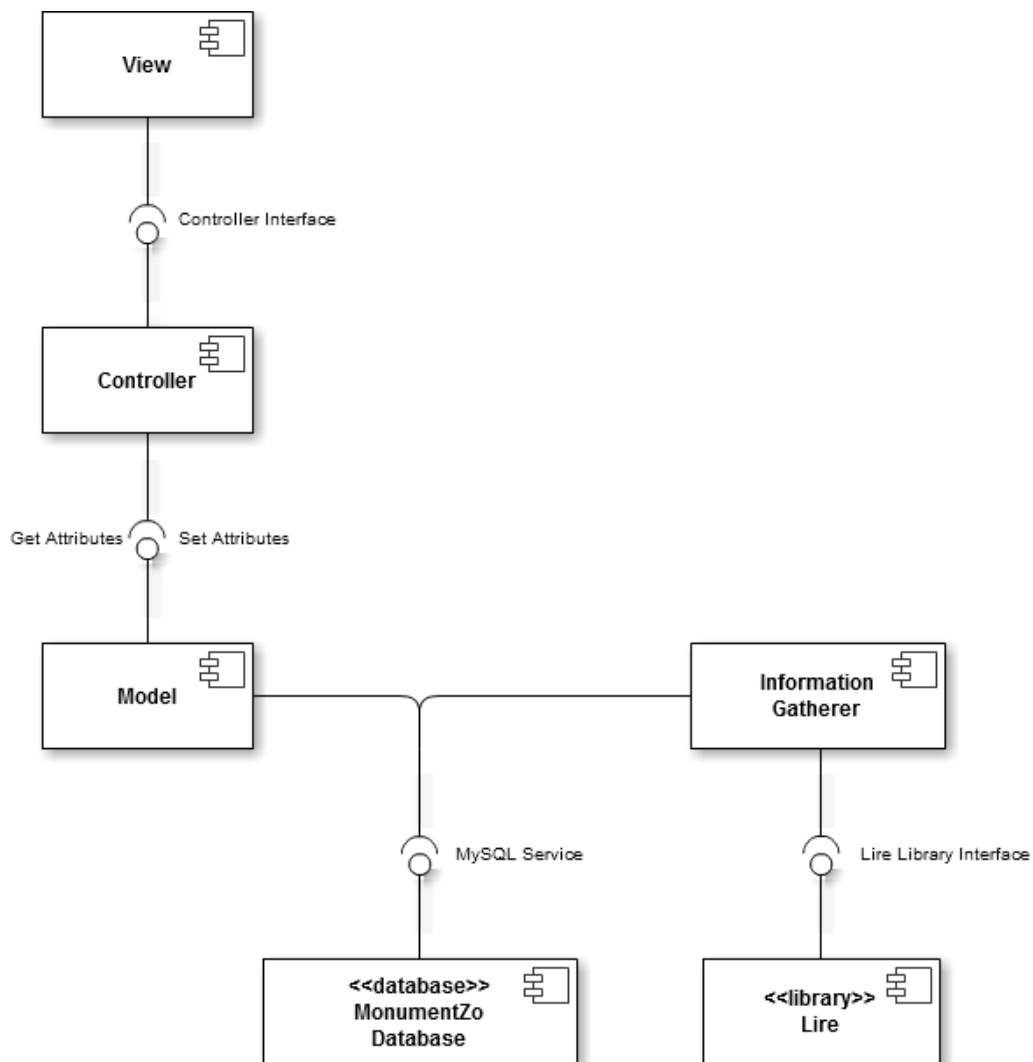 View
Controller Interface
Controller
Get Attributes
Set Attributes
Model
Information
Gatherer
MySQL Service
Lire Library Interface
<<database>>
MonumentZo
Database
<<library>>
Lire